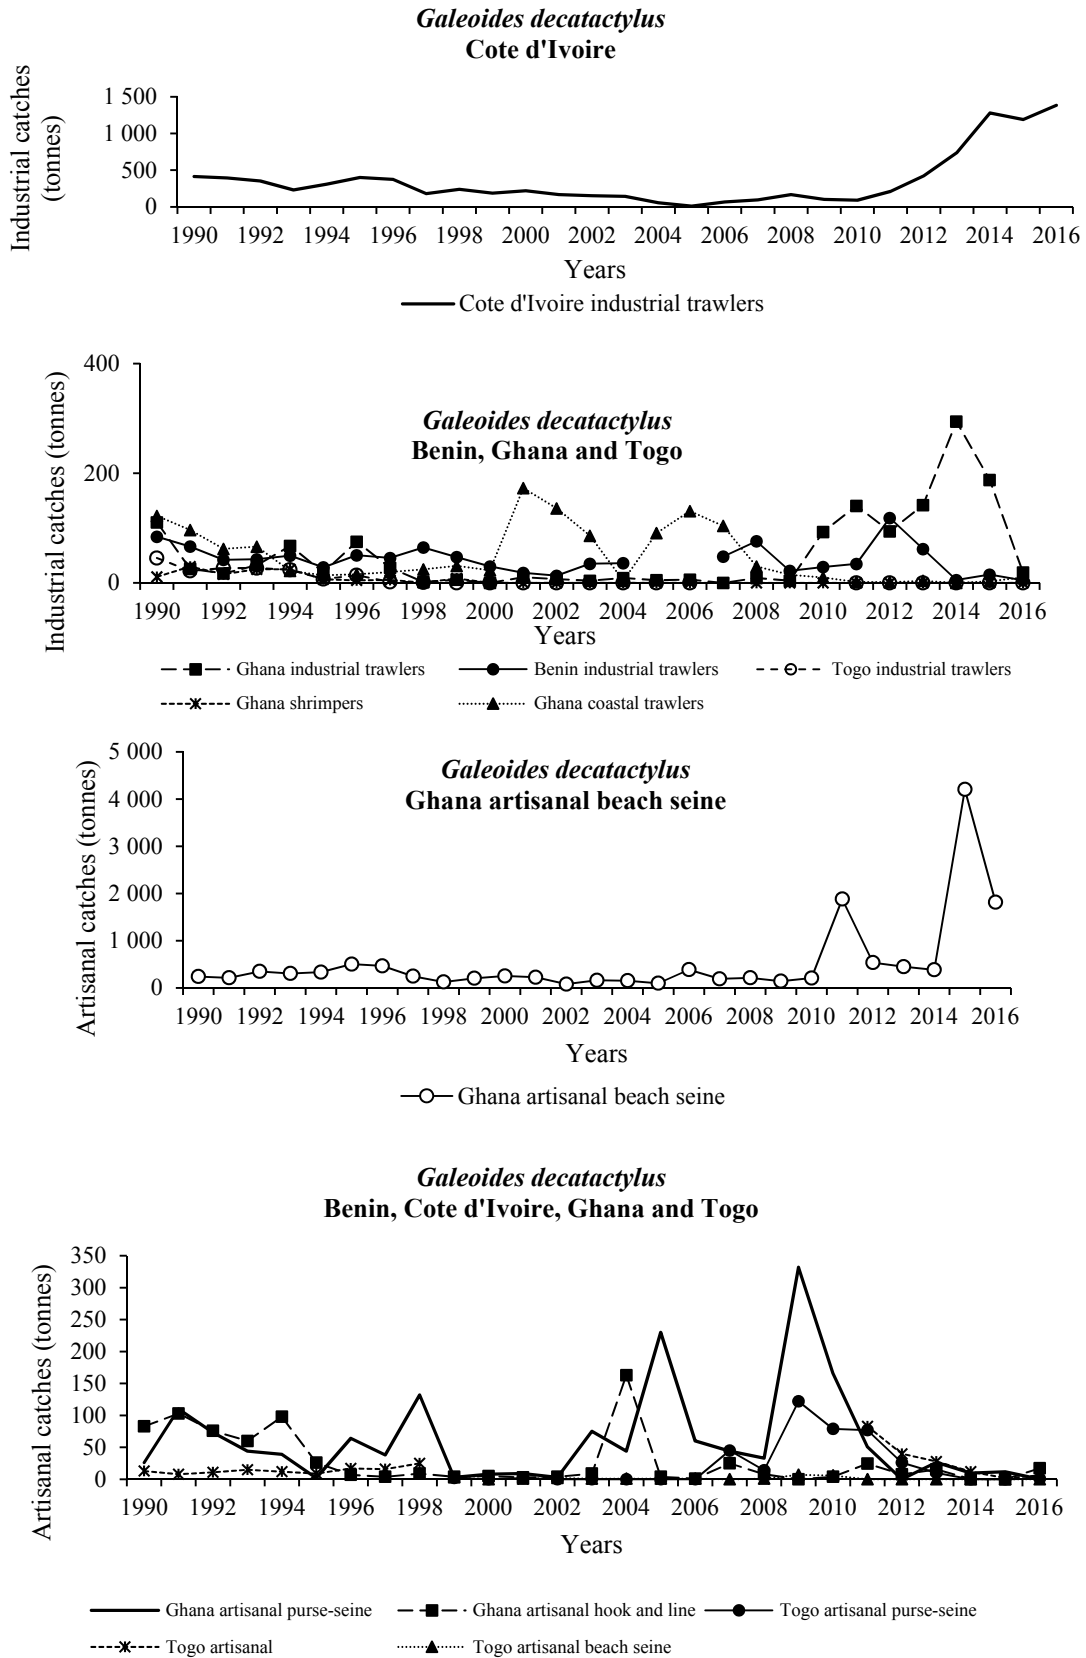 Galeoides decatactylus
Cote d'Ivoire
Industrial catches
(tonnes)
1 500
1 000
500
0
1990 1992 1994 1996 1998 2000 2002 2004 2006 2008 2010 2012 2014 2016
Years
Cote d'Ivoire industrial trawlers
Industrial catches (tonnes)
400
200
0
Galeoides decatactylus
Benin, Ghana and Togo
1990 1992 1994 1996 1998 2000 2002 2004 2006 2008 2010 2012 2014 2016
Years
Ghana industrial trawlers Benin industrial trawlers Togo industrial trawlers
Ghana shrimpers Ghana coastal trawlers
Artisanal catches (tonnes)
5 000
4 000
3 000
2 000
1 000
0
Galeoides decatactylus
Ghana artisanal beach seine
1990 1992 1994 1996 1998 2000 2002 2004 2006 2008 2010 2012 2014 2016
Years
Ghana artisanal beach seine
Galeoides decatactylus
Benin, Cote d'Ivoire, Ghana and Togo
Artisanal catches (tonnes)
350
300
250
200
150
100
50
0
1990 1992 1994 1996 1998 2000 2002 2004 2006 2008 2010 2012 2014 2016
Years
Ghana artisanal purse-seine Ghana artisanal hook and line Togo artisanal purse-seine
Togo artisanal Togo artisanal beach seine